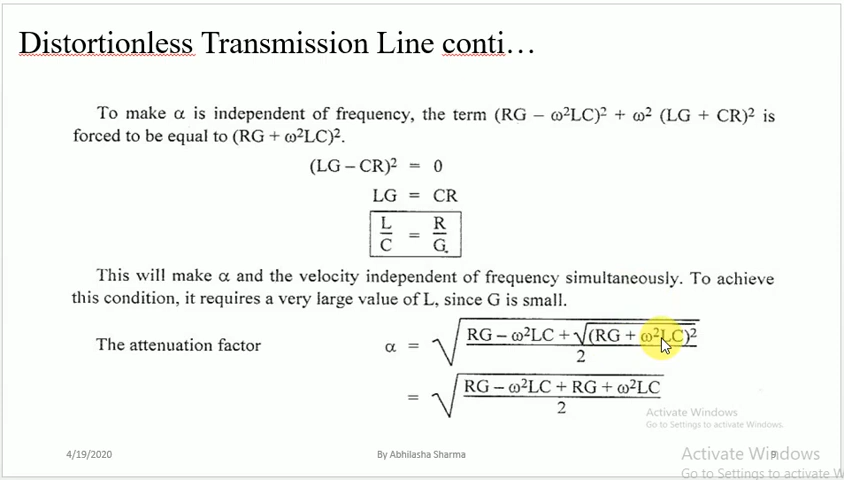 Distortionless Transmission Line conti…
To make α is independent of frequency, the term (RG – ω²LC)² + ω² (LG + CR)² is
forced to be equal to (RG + ω²LC)².
(LG – CR)² = 0
LG = CR
L/C = R/G
This will make α and the velocity independent of frequency simultaneously. To achieve
this condition, it requires a very large value of L, since G is small.
The attenuation factor α = √((RG – ω²LC + √((RG + ω²LC)²))/2)
= √((RG – ω²LC + RG + ω²LC)/2)
Activate Windows
Go to Settings to activate Windows.
4/19/2020 By Abhilasha Sharma
Activate Windows
Go to Settings to activate W